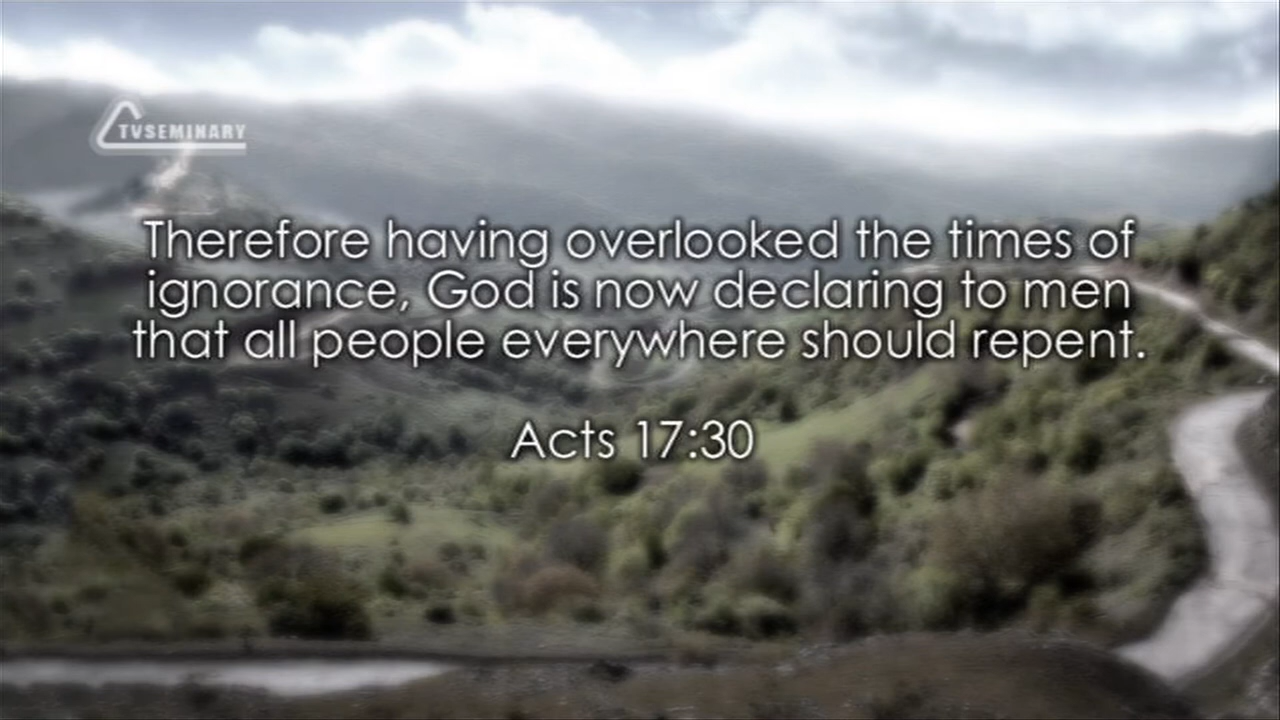 TVSEMINARY
Therefore having overlooked the times of
ignorance, God is now declaring to men
that all people everywhere should repent.
Acts 17:30